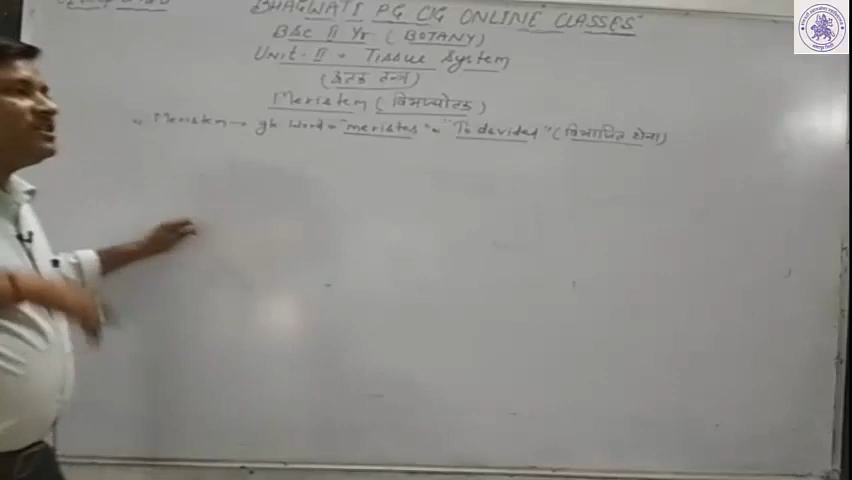 BHAGWATI PG CLG ONLINE CLASSES
BSc II Yr (BOTANY)
Unit-II - Tissue System
(ऊतक तन्त्र)
Meristem (विभज्योतक)
Meristem → gk word = "meristos" = "To divided" (विभाजित होना)